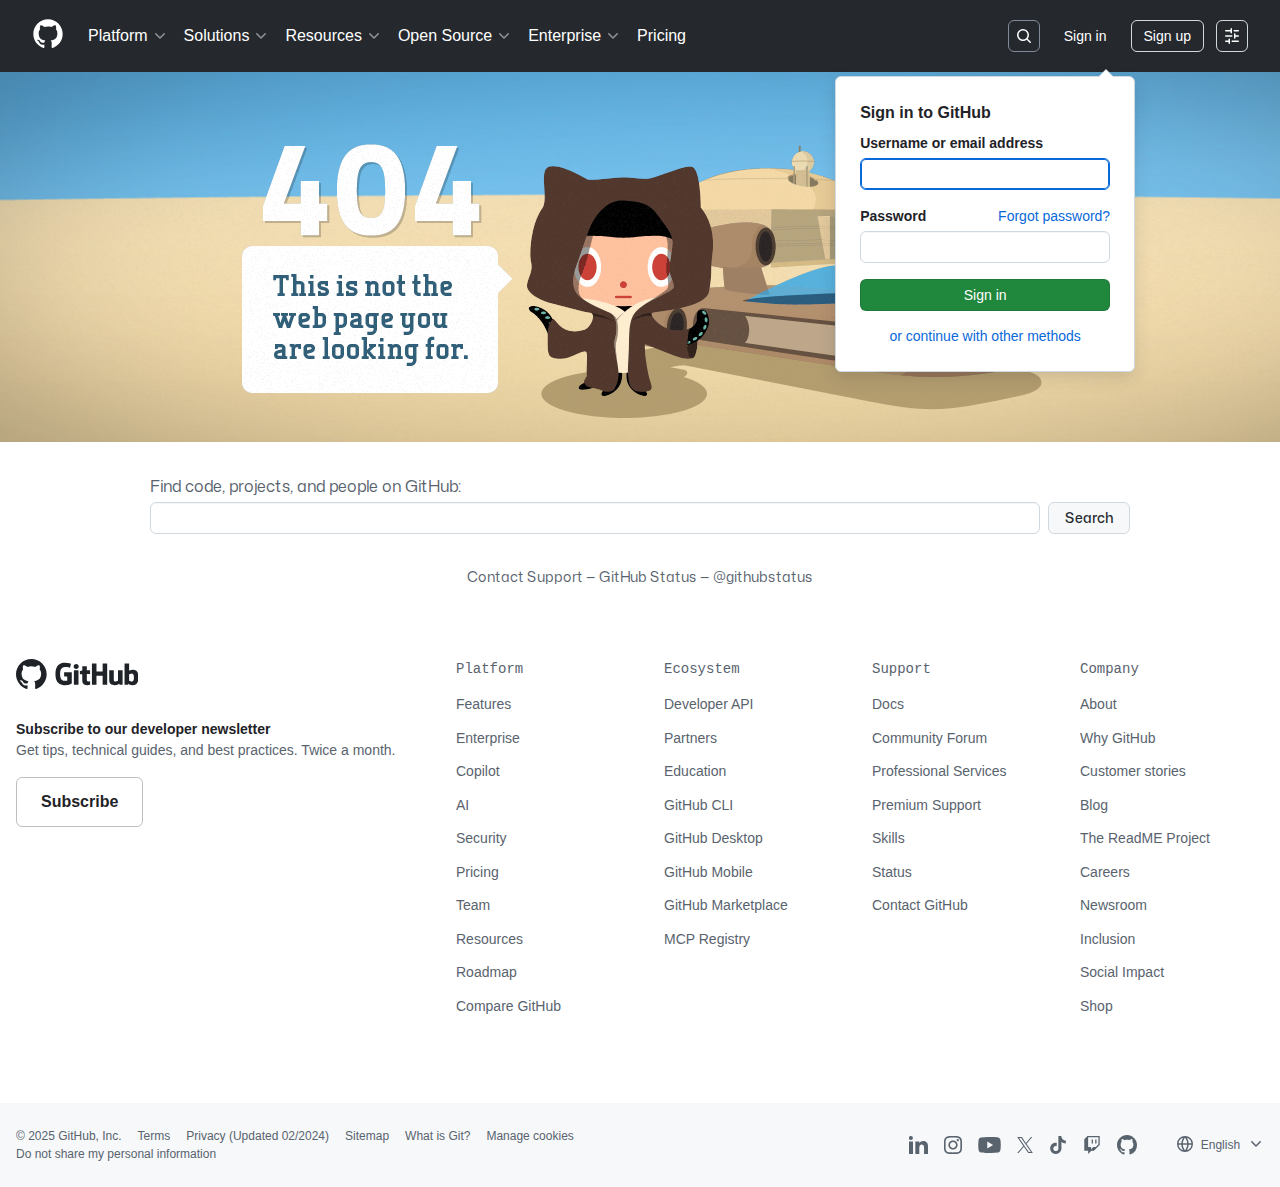 Platform
Solutions
Resources
Open Source
Enterprise
Pricing
Sign in
Sign up
404
This is not the
web page you
are looking for.
Sign in to GitHub
Username or email address
Password
Forgot password?
Sign in
or continue with other methods
Find code, projects, and people on GitHub:
Search
Contact Support — GitHub Status — @githubstatus
GitHub
Subscribe to our developer newsletter
Get tips, technical guides, and best practices. Twice a month.
Subscribe
Platform
Features
Enterprise
Copilot
AI
Security
Pricing
Team
Resources
Roadmap
Compare GitHub
Ecosystem
Developer API
Partners
Education
GitHub CLI
GitHub Desktop
GitHub Mobile
GitHub Marketplace
MCP Registry
Support
Docs
Community Forum
Professional Services
Premium Support
Skills
Status
Contact GitHub
Company
About
Why GitHub
Customer stories
Blog
The ReadME Project
Careers
Newsroom
Inclusion
Social Impact
Shop
© 2025 GitHub, Inc.
Terms
Privacy (Updated 02/2024)
Sitemap
What is Git?
Manage cookies
Do not share my personal information
English